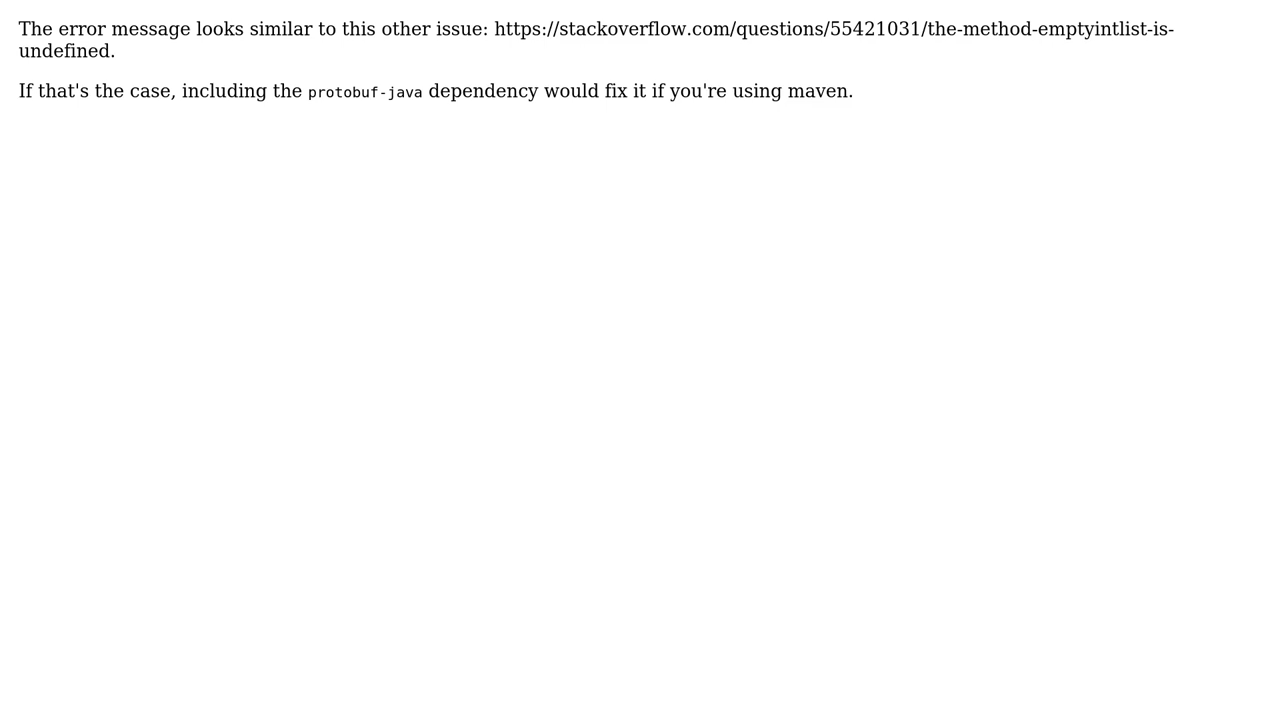 The error message looks similar to this other issue: https://stackoverflow.com/questions/55421031/the-method-emptyintlist-is-
undefined.
If that's the case, including the protobuf-java dependency would fix it if you're using maven.